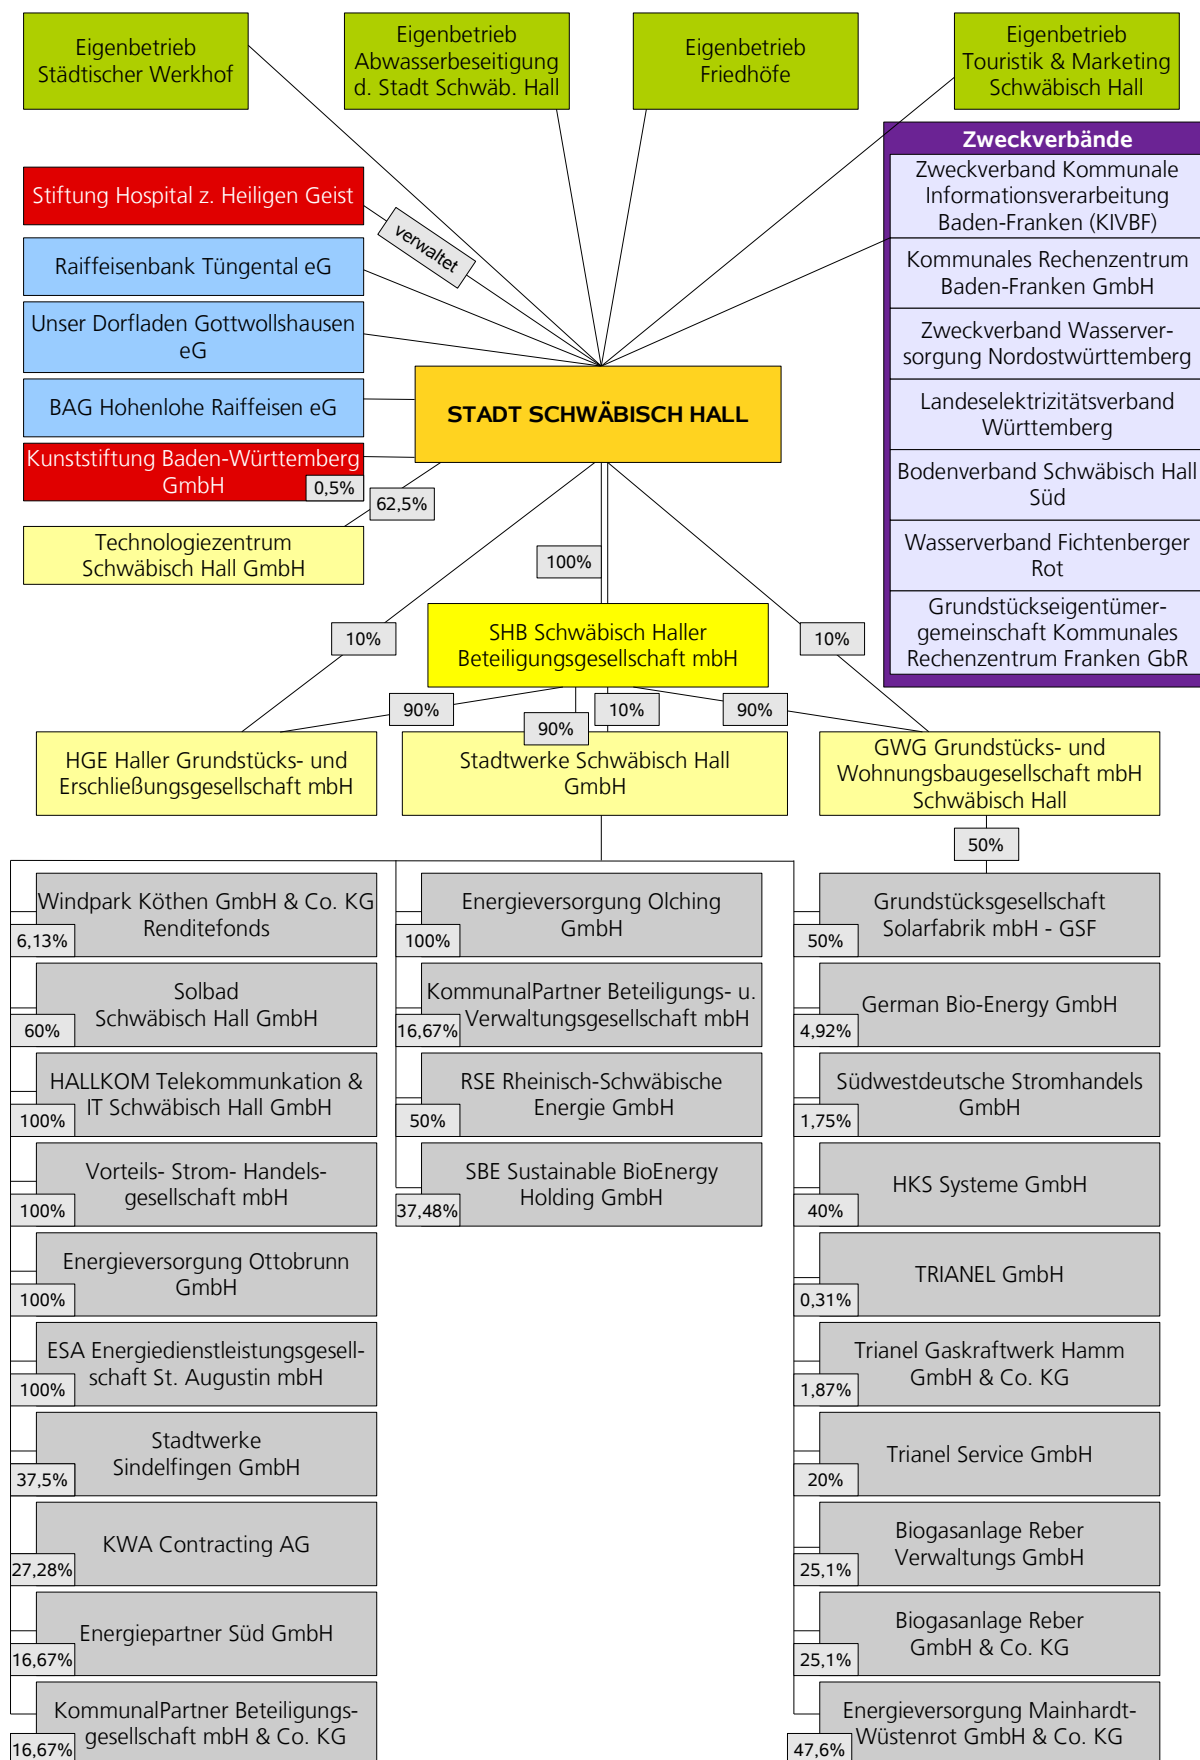 Eigenbetrieb
Städtischer Werkhof
Eigenbetrieb
Abwasserbeseitigung
d. Stadt Schwäb. Hall
Eigenbetrieb
Friedhöfe
Eigenbetrieb
Touristik & Marketing
Schwäbisch Hall
Zweckverbände
Zweckverband Kommunale
Informationsverarbeitung
Baden-Franken (KIVBF)
Kommunales Rechenzentrum
Baden-Franken GmbH
Zweckverband Wasserver-
sorgung Nordostwürttemberg
Landeselektrizitätsverband
Württemberg
Bodenverband Schwäbisch Hall
Süd
Wasserverband Fichtenberger
Rot
Grundstückseigentümer-
gemeinschaft Kommunales
Rechenzentrum Franken GbR
Stiftung Hospital z. Heiligen Geist
verwaltet
Raiffeisenbank Tüngental eG
Unser Dorfladen Gottwollshausen
eG
BAG Hohenlohe Raiffeisen eG
Kunststiftung Baden-Württemberg
GmbH
0,5%
62,5%
Technologiezentrum
Schwäbisch Hall GmbH
STADT SCHWÄBISCH HALL
100%
10%
10%
SHB Schwäbisch Haller
Beteiligungsgesellschaft mbH
90%
90%
10%
90%
HGE Haller Grundstücks- und
Erschließungsgesellschaft mbH
Stadtwerke Schwäbisch Hall
GmbH
GWG Grundstücks- und
Wohnungsbaugesellschaft mbH
Schwäbisch Hall
50%
Windpark Köthen GmbH & Co. KG
Renditefonds
6,13%
Solbad
Schwäbisch Hall GmbH
60%
HALLKOM Telekommunkation &
IT Schwäbisch Hall GmbH
100%
Vorteils- Strom- Handels-
gesellschaft mbH
100%
Energieversorgung Ottobrunn
GmbH
100%
ESA Energiedienstleistungsgesell-
schaft St. Augustin mbH
100%
Stadtwerke
Sindelfingen GmbH
37,5%
KWA Contracting AG
27,28%
Energiepartner Süd GmbH
16,67%
KommunalPartner Beteiligungs-
gesellschaft mbH & Co. KG
16,67%
Energieversorgung Olching
GmbH
100%
KommunalPartner Beteiligungs- u.
Verwaltungsgesellschaft mbH
16,67%
RSE Rheinisch-Schwäbische
Energie GmbH
50%
SBE Sustainable BioEnergy
Holding GmbH
37,48%
Grundstücksgesellschaft
Solarfabrik mbH - GSF
50%
German Bio-Energy GmbH
4,92%
Südwestdeutsche Stromhandels
GmbH
1,75%
HKS Systeme GmbH
40%
TRIANEL GmbH
0,31%
Trianel Gaskraftwerk Hamm
GmbH & Co. KG
1,87%
Trianel Service GmbH
20%
Biogasanlage Reber
Verwaltungs GmbH
25,1%
Biogasanlage Reber
GmbH & Co. KG
25,1%
Energieversorgung Mainhardt-
Wüstenrot GmbH & Co. KG
47,6%